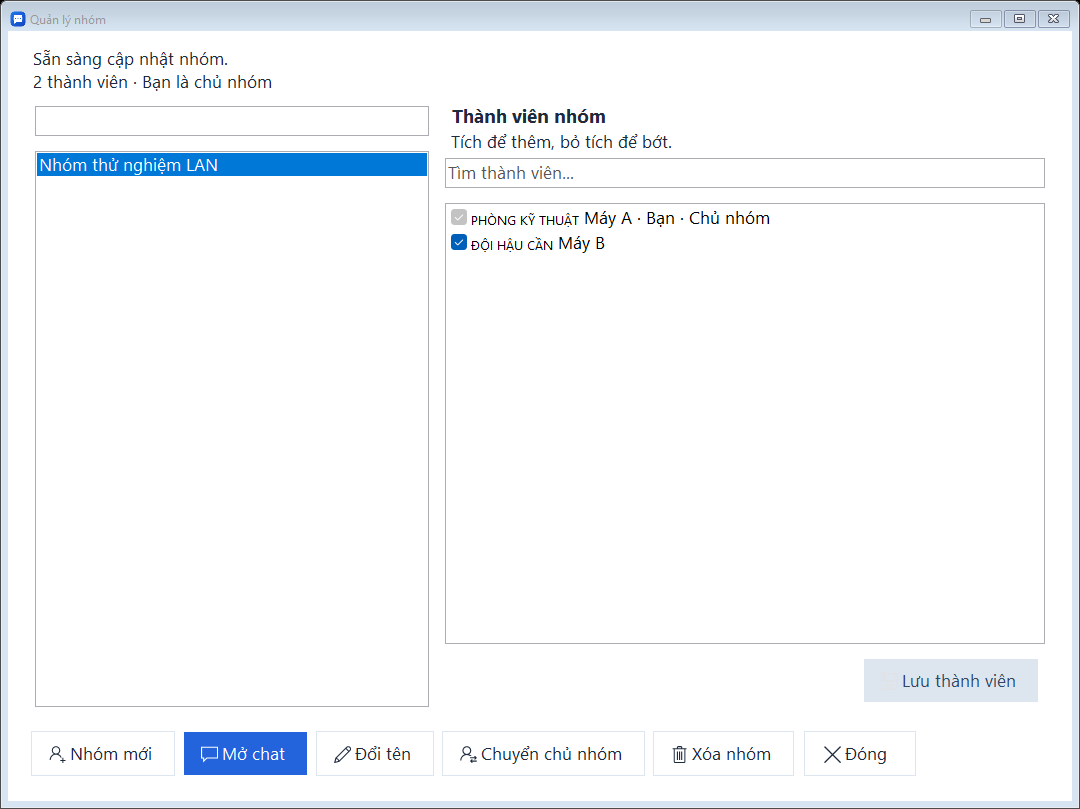 Quản lý nhóm
Sẵn sàng cập nhật nhóm.
2 thành viên · Bạn là chủ nhóm
Nhóm thử nghiệm LAN
Thành viên nhóm
Tích để thêm, bỏ tích để bớt.
Tìm thành viên...
PHÒNG KỸ THUẬT Máy A · Bạn · Chủ nhóm
ĐỘI HẬU CẦN Máy B
Lưu thành viên
Nhóm mới
Mở chat
Đổi tên
Chuyển chủ nhóm
Xóa nhóm
Đóng